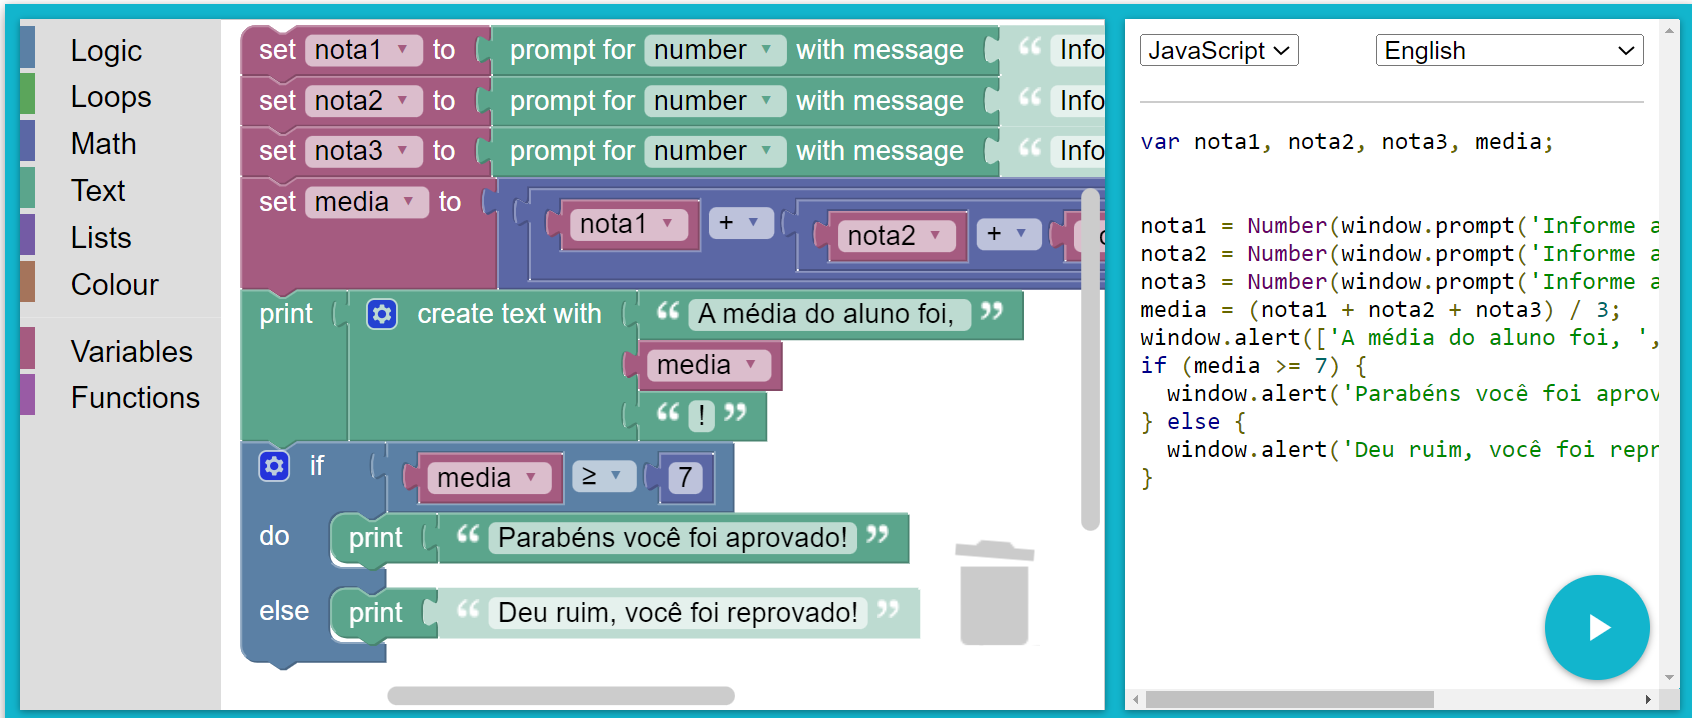 Logic
Loops
Math
Text
Lists
Colour
Variables
Functions
set nota1 to prompt for number with message “ Info
set nota2 to prompt for number with message “ Info
set nota3 to prompt for number with message “ Info
set media to nota1 + nota2 +
print create text with “ A média do aluno foi, ”
media
“ ! ”
if media ≥ 7
do print “ Parabéns você foi aprovado! ”
else print “ Deu ruim, você foi reprovado! ”
JavaScript English
var nota1, nota2, nota3, media;
nota1 = Number(window.prompt('Informe a
nota2 = Number(window.prompt('Informe a
nota3 = Number(window.prompt('Informe a
media = (nota1 + nota2 + nota3) / 3;
window.alert(['A média do aluno foi, ',
if (media >= 7) {
window.alert('Parabéns você foi aprov
} else {
window.alert('Deu ruim, você foi repr
}